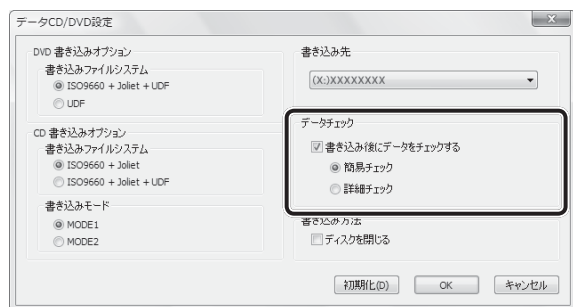 データCD/DVD設定
DVD 書き込みオプション
書き込みファイルシステム
ISO9660 + Joliet + UDF
UDF
CD 書き込みオプション
書き込みファイルシステム
ISO9660 + Joliet
ISO9660 + Joliet + UDF
書き込みモード
MODE1
MODE2
書き込み先
(X:)XXXXXXXX
データチェック
書き込み後にデータをチェックする
簡易チェック
詳細チェック
書き込み方法
ディスクを閉じる
初期化(D)
OK
キャンセル